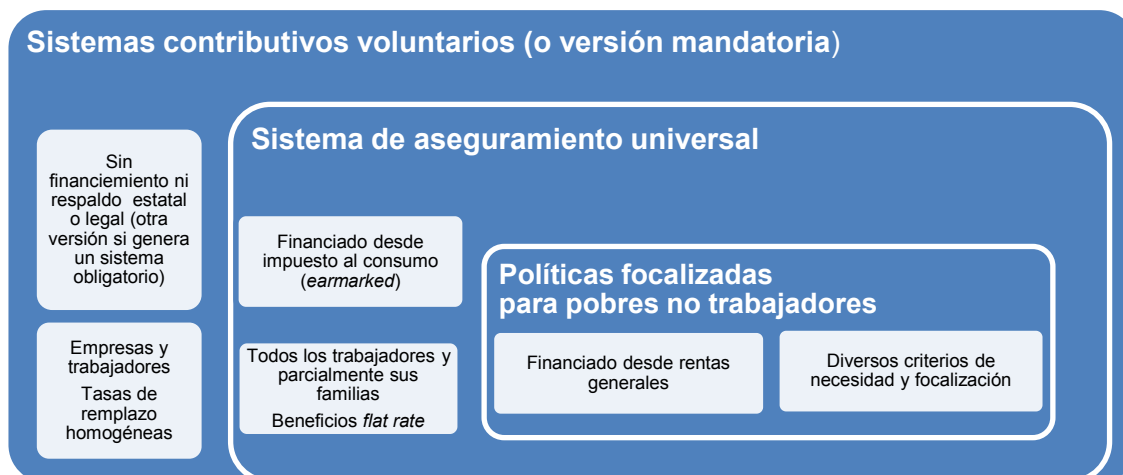 Sistemas contributivos voluntarios (o versión mandatoria)
Sin
financiemiento ni
respaldo estatal
o legal (otra
versión si genera
un sistema
obligatorio)
Empresas y
trabajadores
Tasas de
remplazo
homogéneas
Sistema de aseguramiento universal
Financiado desde
impuesto al consumo
(earmarked)
Todos los trabajadores y
parcialmente sus
familias
Beneficios flat rate
Políticas focalizadas
para pobres no trabajadores
Financiado desde rentas
generales
Diversos criterios de
necesidad y focalización